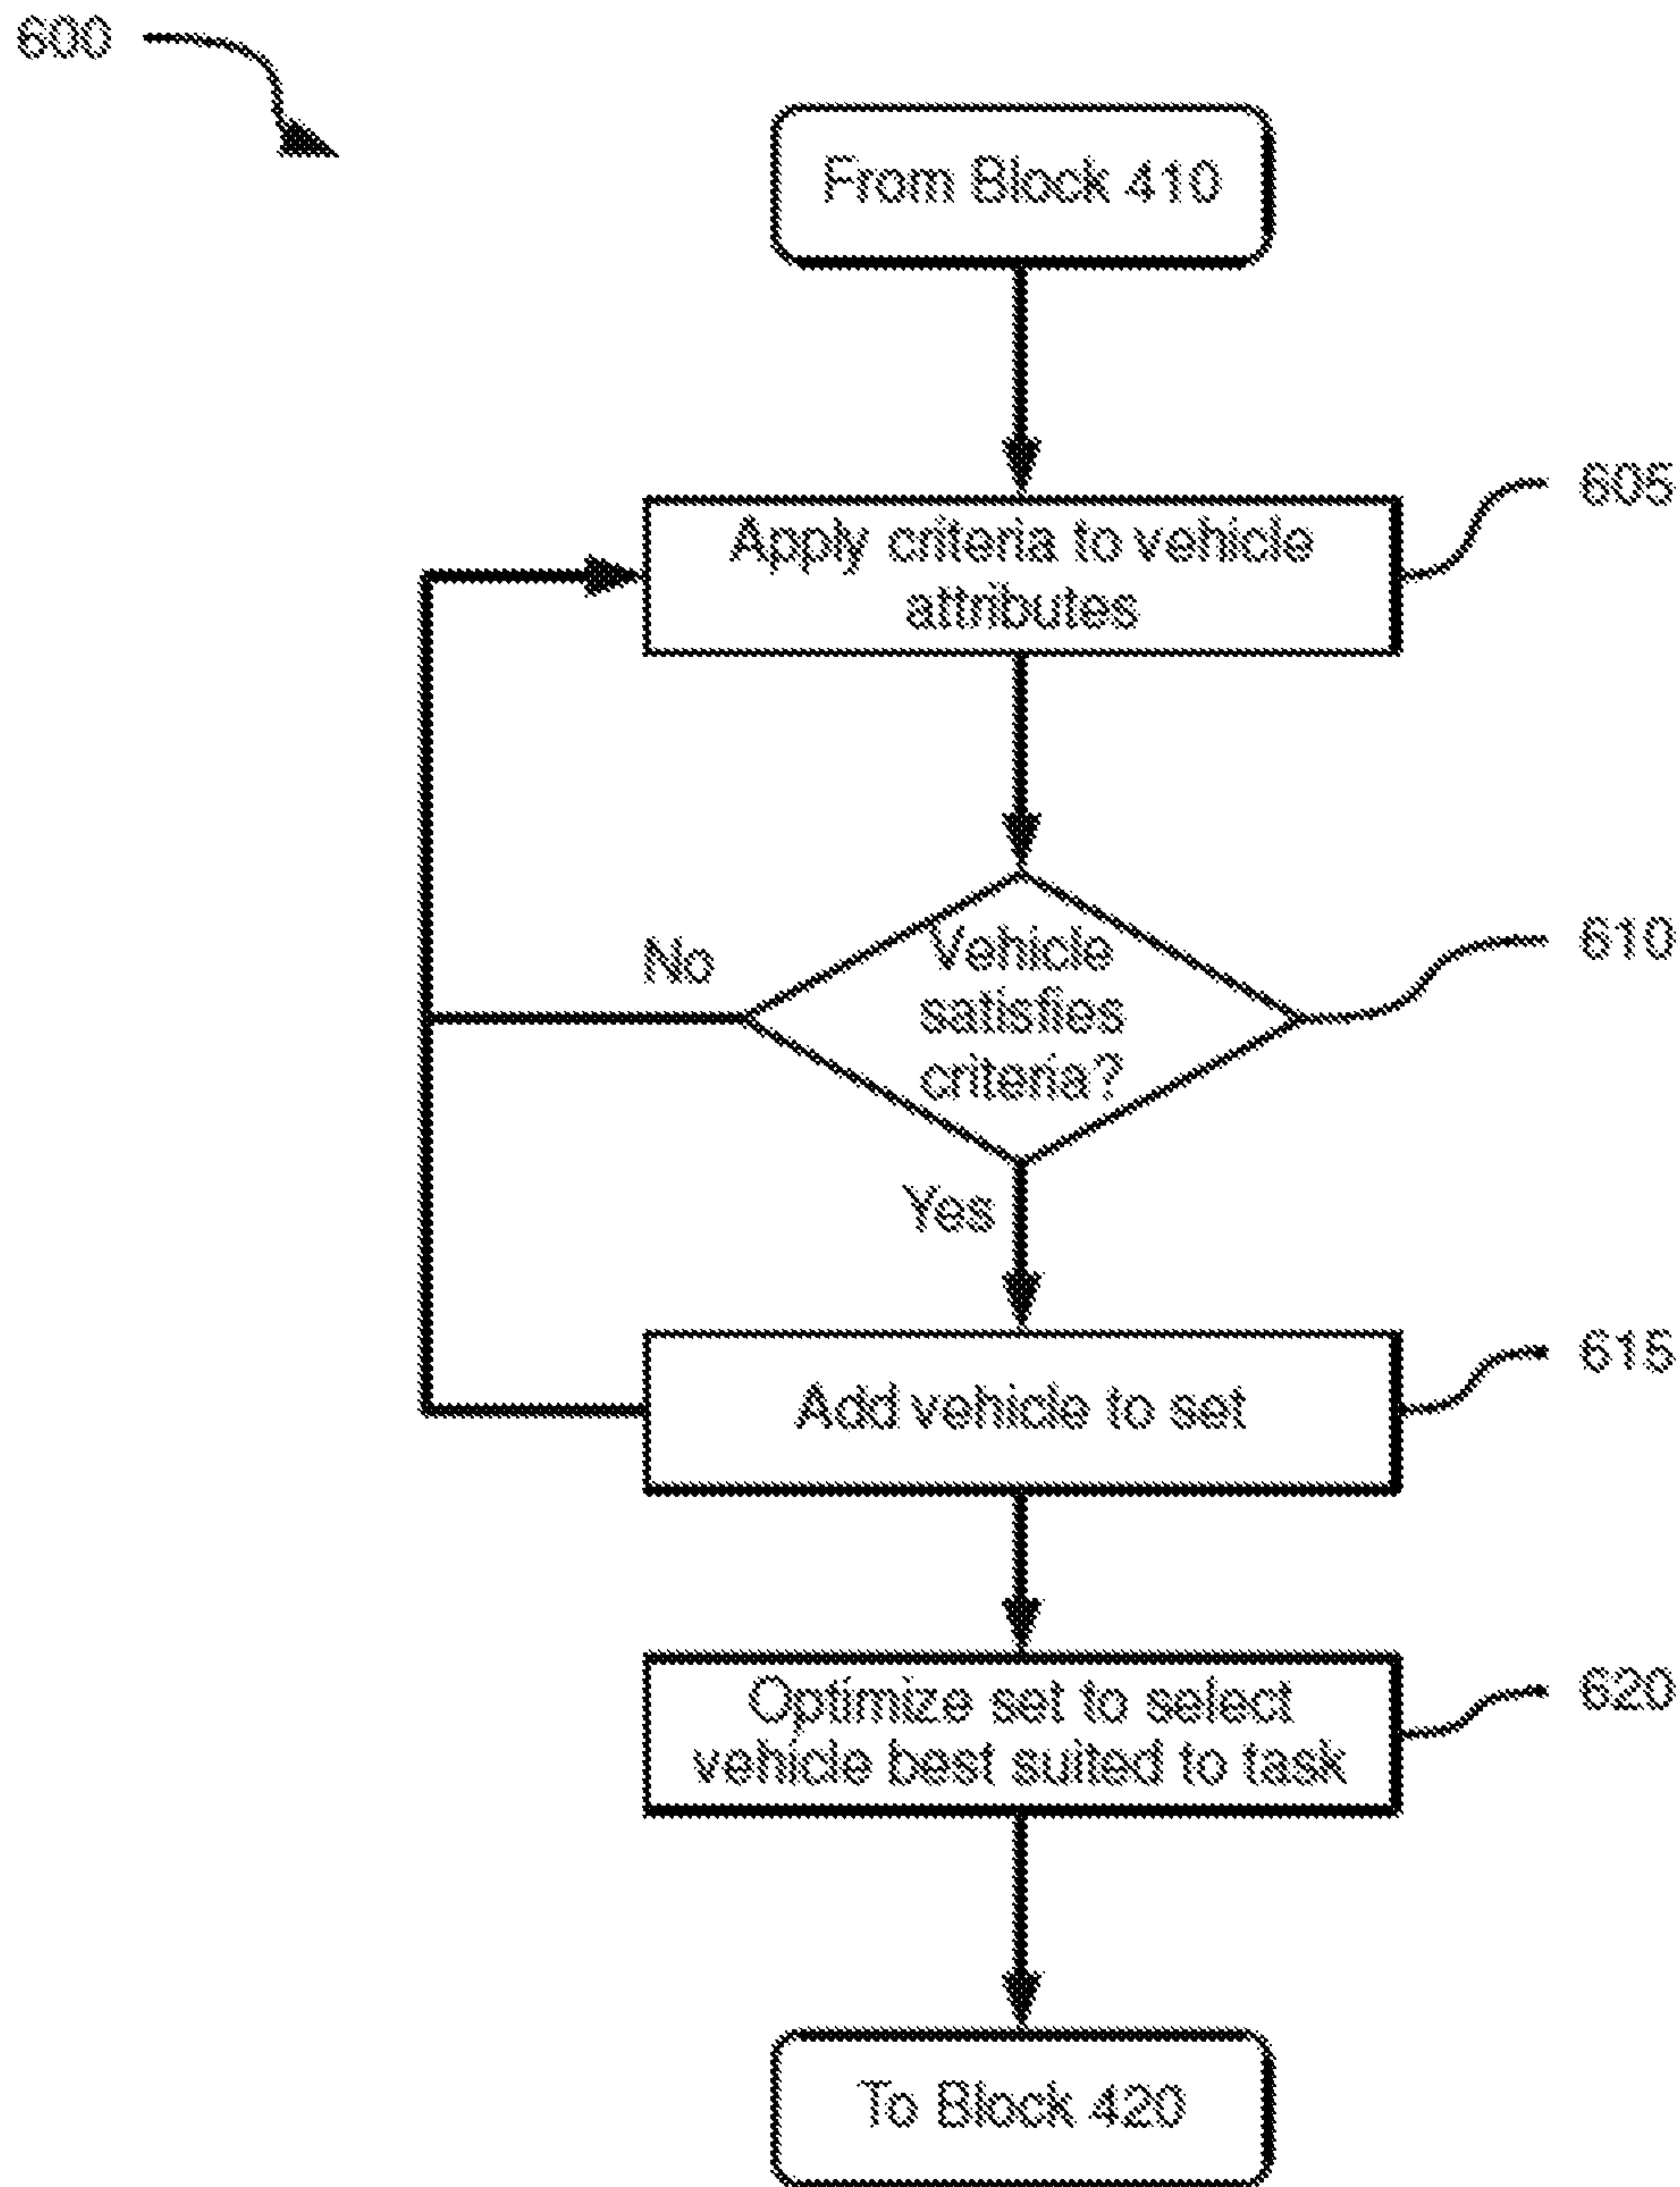 600
From Block 410
605
Apply criteria to vehicle
attributes
610
No
Vehicle
satisfies
criteria?
Yes
615
Add vehicle to set
620
Optimize set to select
vehicle best suited to task
To Block 420